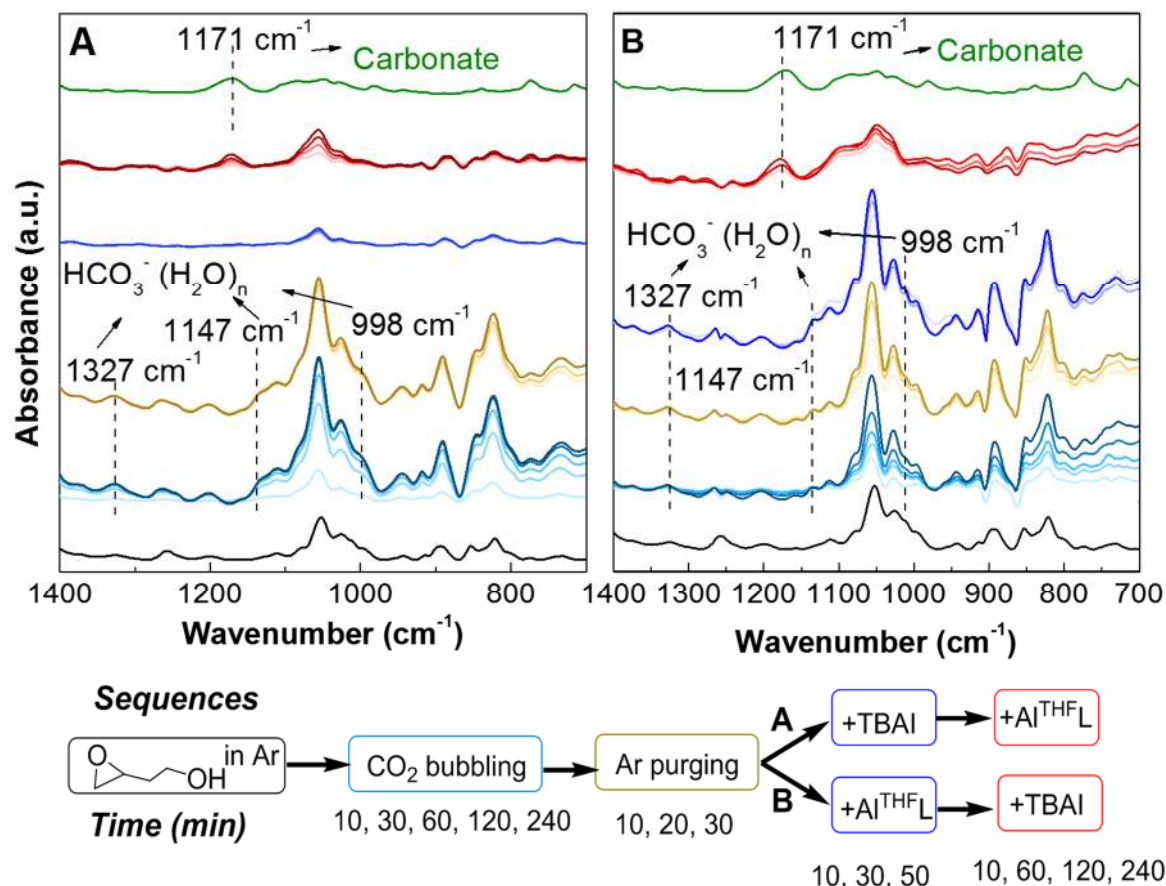 A
1171 cm⁻¹
Carbonate
HCO₃⁻ (H₂O)ₙ
1327 cm⁻¹
1147 cm⁻¹
998 cm⁻¹
Absorbance (a.u.)
1400 1200 1000 800
Wavenumber (cm⁻¹)
B
1171 cm⁻¹
Carbonate
HCO₃⁻ (H₂O)ₙ
998 cm⁻¹
1327 cm⁻¹
1147 cm⁻¹
1400 1300 1200 1100 1000 900 800 700
Wavenumber (cm⁻¹)
Sequences
O OH in Ar
CO₂ bubbling
Ar purging
A
+TBAI
+Al^THF L
B
+Al^THF L
+TBAI
Time (min)
10, 30, 60, 120, 240
10, 20, 30
10, 30, 50
10, 60, 120, 240